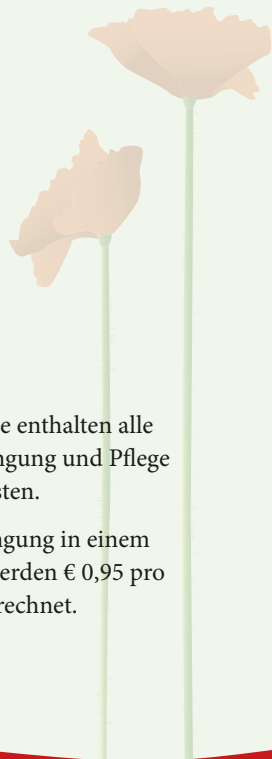 e enthalten alle
ngung und Pflege
sten.
gung in einem
erden € 0,95 pro
rechnet.